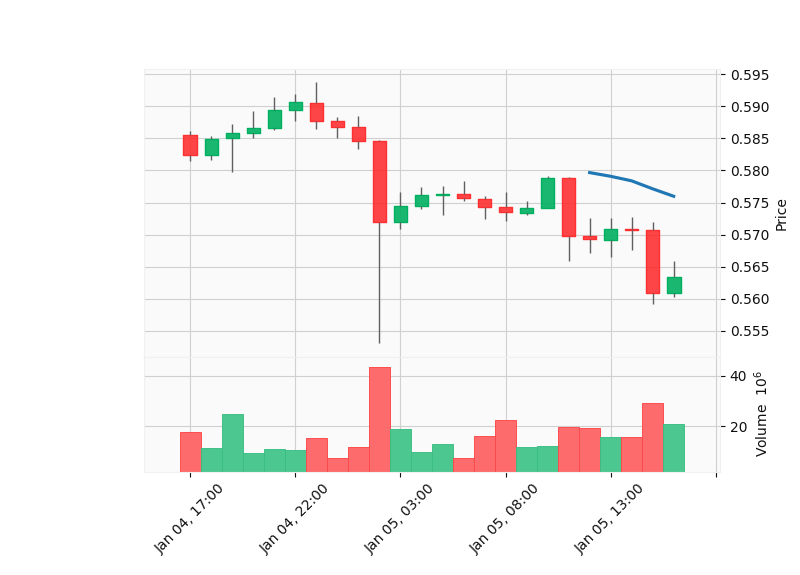 0.595
0.590
0.585
0.580
0.575
0.570
0.565
0.560
0.555
Price
40
20
Volume 10⁶
Jan 04, 17:00
Jan 04, 22:00
Jan 05, 03:00
Jan 05, 08:00
Jan 05, 13:00